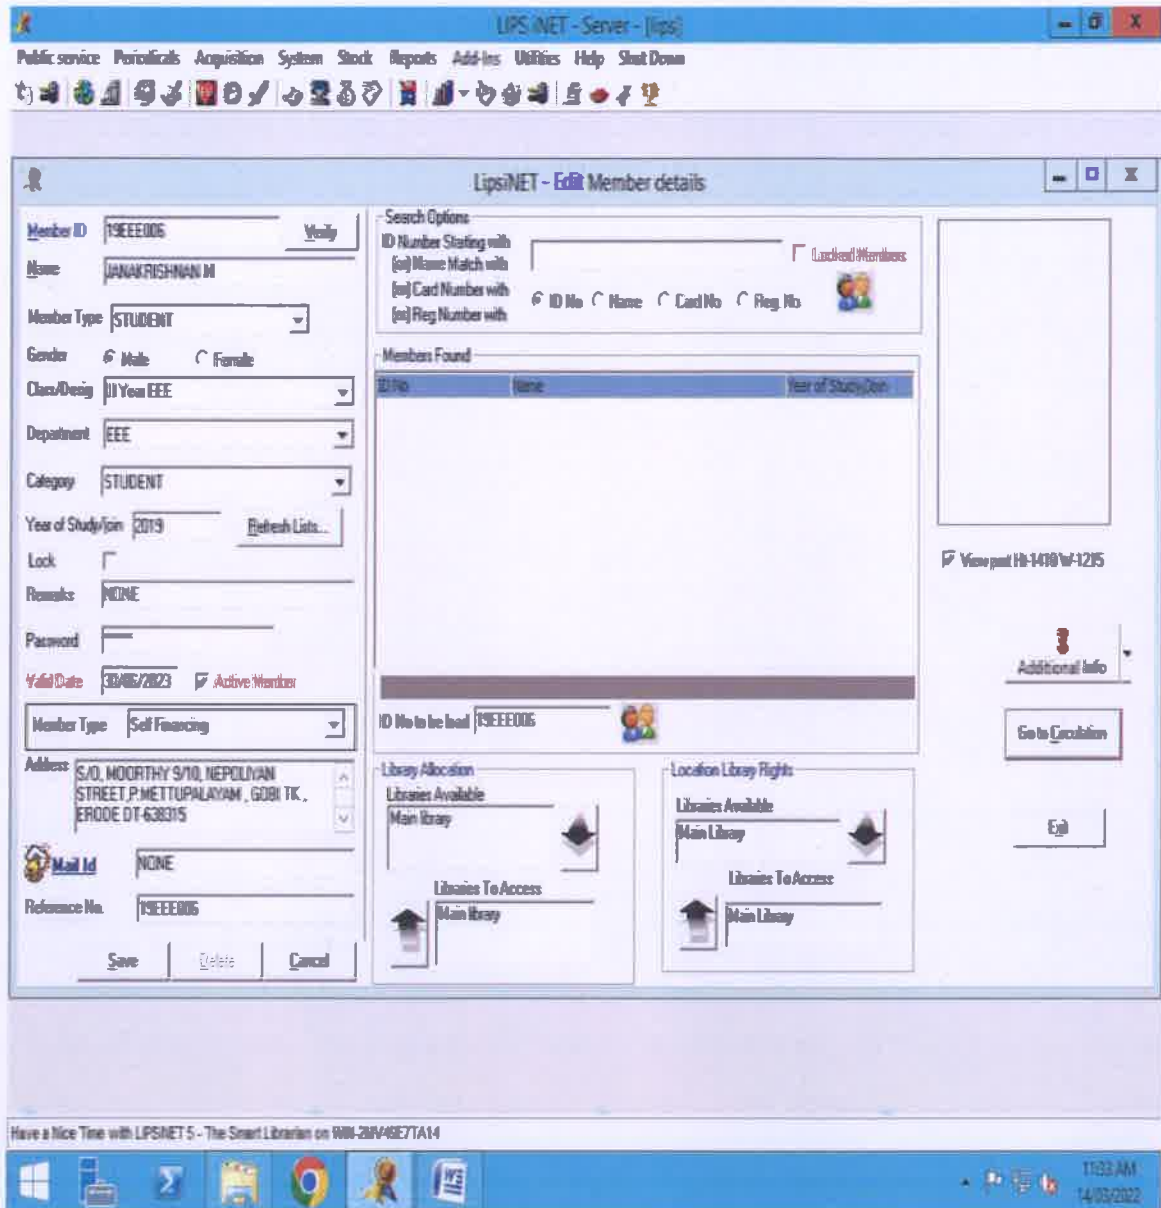 LIPS iNET - Server - [lips]
Public service Periodicals Acquisition System Stock Reports Add-Ins Utilities Help Shut Down
LipsiNET - Edit Member details
Member ID 19EEE006 Verify
Name JANAKRISHNAN M
Member Type STUDENT
Gender Male Female
Class/Desig III Year EEE
Department EEE
Category STUDENT
Year of Study/join 2019 Refresh Lists...
Lock
Remarks NONE
Password
Valid Date 2023 Active Member
Member Type Self Financing
Address S/O, MOORTHY 9/10, NEPOLIYAN
STREET,P.METTUPALAYAM , GOBI TK ,
ERODE DT-638315
Mail Id NONE
Reference No. 19EEE006
Save Delete Cancel
Search Options
ID Number Starting with
(or) Name Match with
(or) Card Number with
(or) Reg Number with
Locked Members
ID No Name Card No Reg No
Members Found
ID No Name Year of Study/Join
ID No to be load 19EEE006
Library Allocation
Libraries Available
Main library
Libraries To Access
Main library
Location Library Rights
Libraries Available
Main Library
Libraries To Access
Main Library
View port Ht-1410 W-1215
Additional Info
Go to Circulation
Exit
Have a Nice Time with LIPSiNET 5 - The Smart Librarian on
11:03 AM
14/03/2022